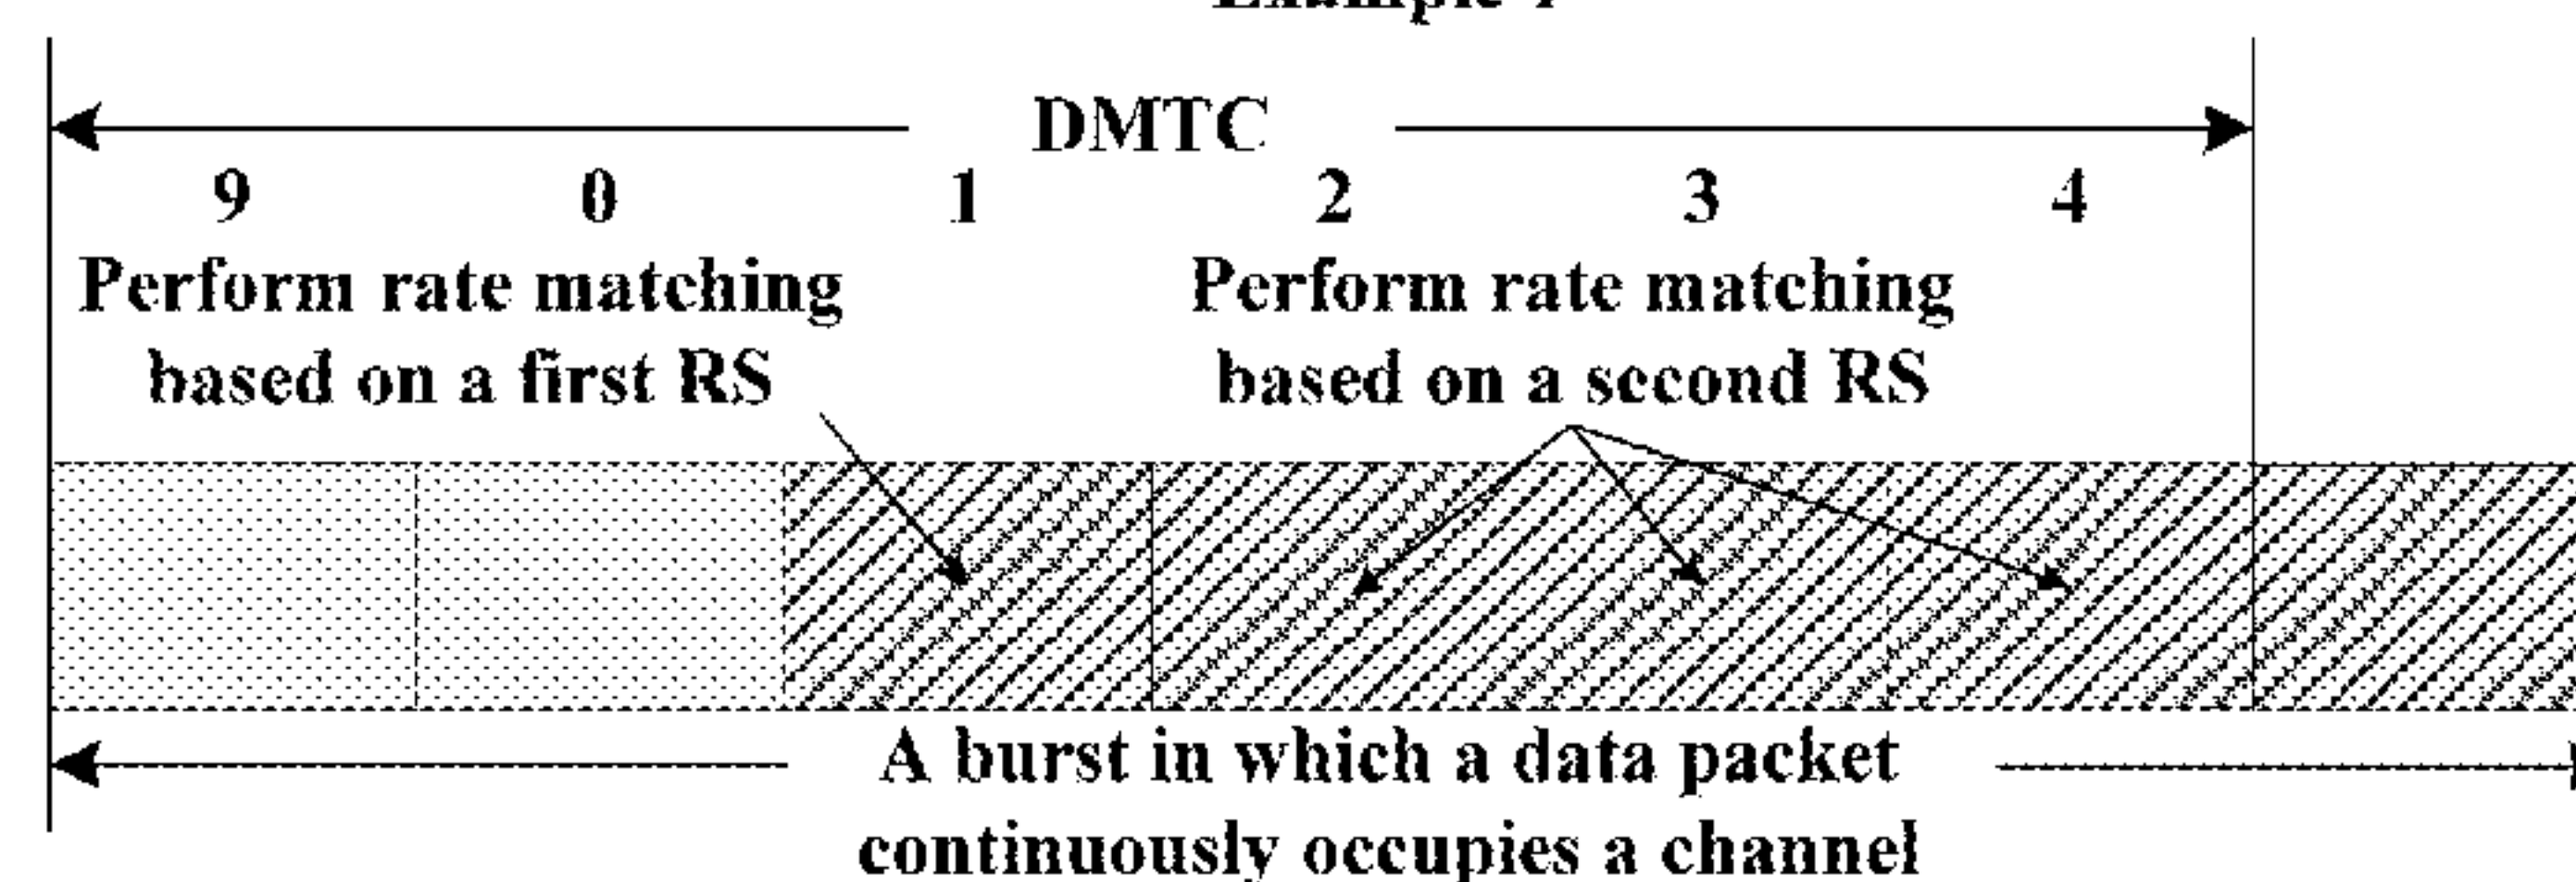 DMTC
9 0 1 2 3 4
Perform rate matching
based on a first RS
Perform rate matching
based on a second RS
A burst in which a data packet
continuously occupies a channel